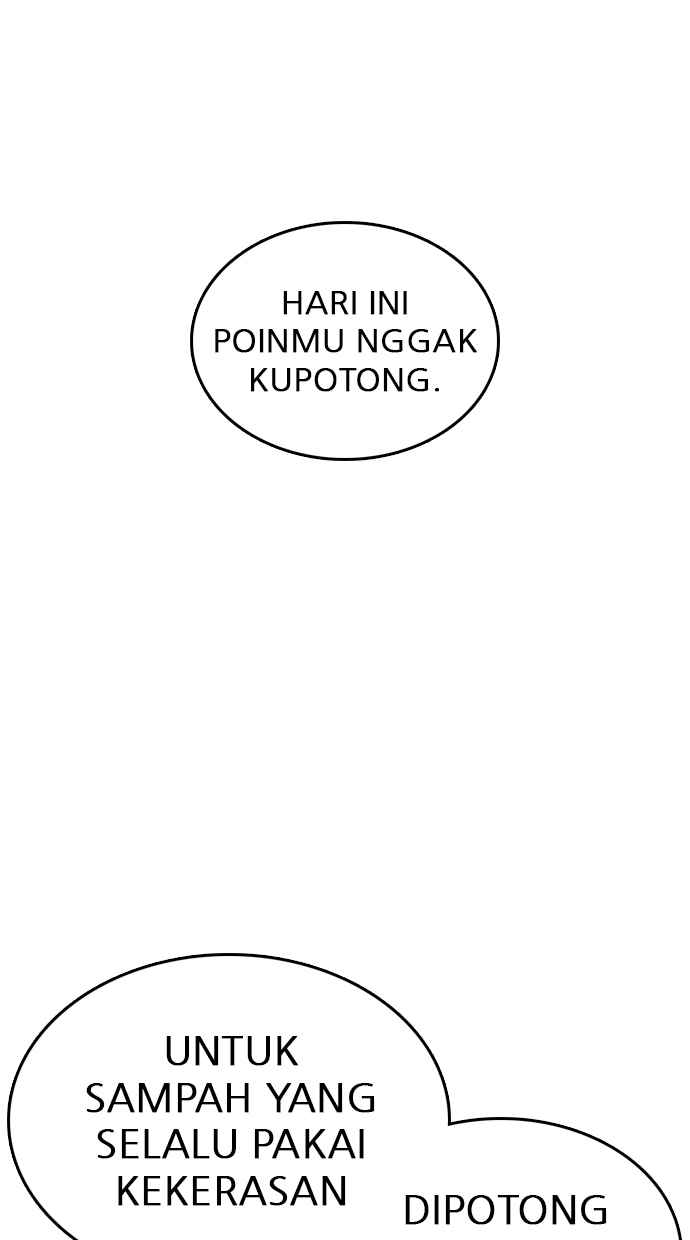 HARI INI
POINMU NGGAK
KUPOTONG.
UNTUK
SAMPAH YANG
SELALU PAKAI
KEKERASAN
DIPOTONG